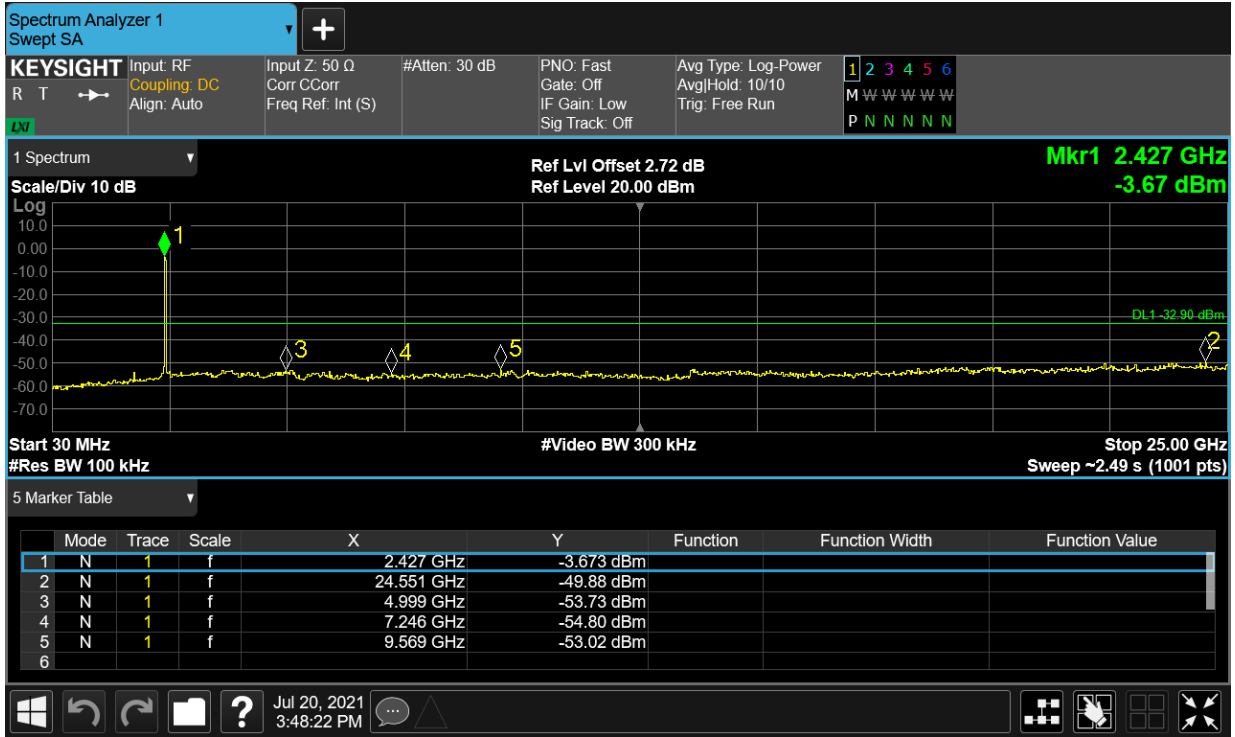 Spectrum Analyzer 1
Swept SA
KEYSIGHT
R T
LXI
Input: RF
Coupling: DC
Align: Auto
Input Z: 50 Ω
Corr CCorr
Freq Ref: Int (S)
#Atten: 30 dB
PNO: Fast
Gate: Off
IF Gain: Low
Sig Track: Off
Avg Type: Log-Power
Avg|Hold: 10/10
Trig: Free Run
1 2 3 4 5 6
M W W W W W
P N N N N N
1 Spectrum
Scale/Div 10 dB
Ref Lvl Offset 2.72 dB
Ref Level 20.00 dBm
Mkr1 2.427 GHz
-3.67 dBm
Log
10.0
0.00
-10.0
-20.0
-30.0
-40.0
-50.0
-60.0
-70.0
1
3
4
5
2
DL1 -32.90 dBm
Start 30 MHz
#Video BW 300 kHz
Stop 25.00 GHz
#Res BW 100 kHz
Sweep ~2.49 s (1001 pts)
5 Marker Table
Mode Trace Scale X Y Function Function Width Function Value
1 N 1 f 2.427 GHz -3.673 dBm
2 N 1 f 24.551 GHz -49.88 dBm
3 N 1 f 4.999 GHz -53.73 dBm
4 N 1 f 7.246 GHz -54.80 dBm
5 N 1 f 9.569 GHz -53.02 dBm
6
?
Jul 20, 2021
3:48:22 PM